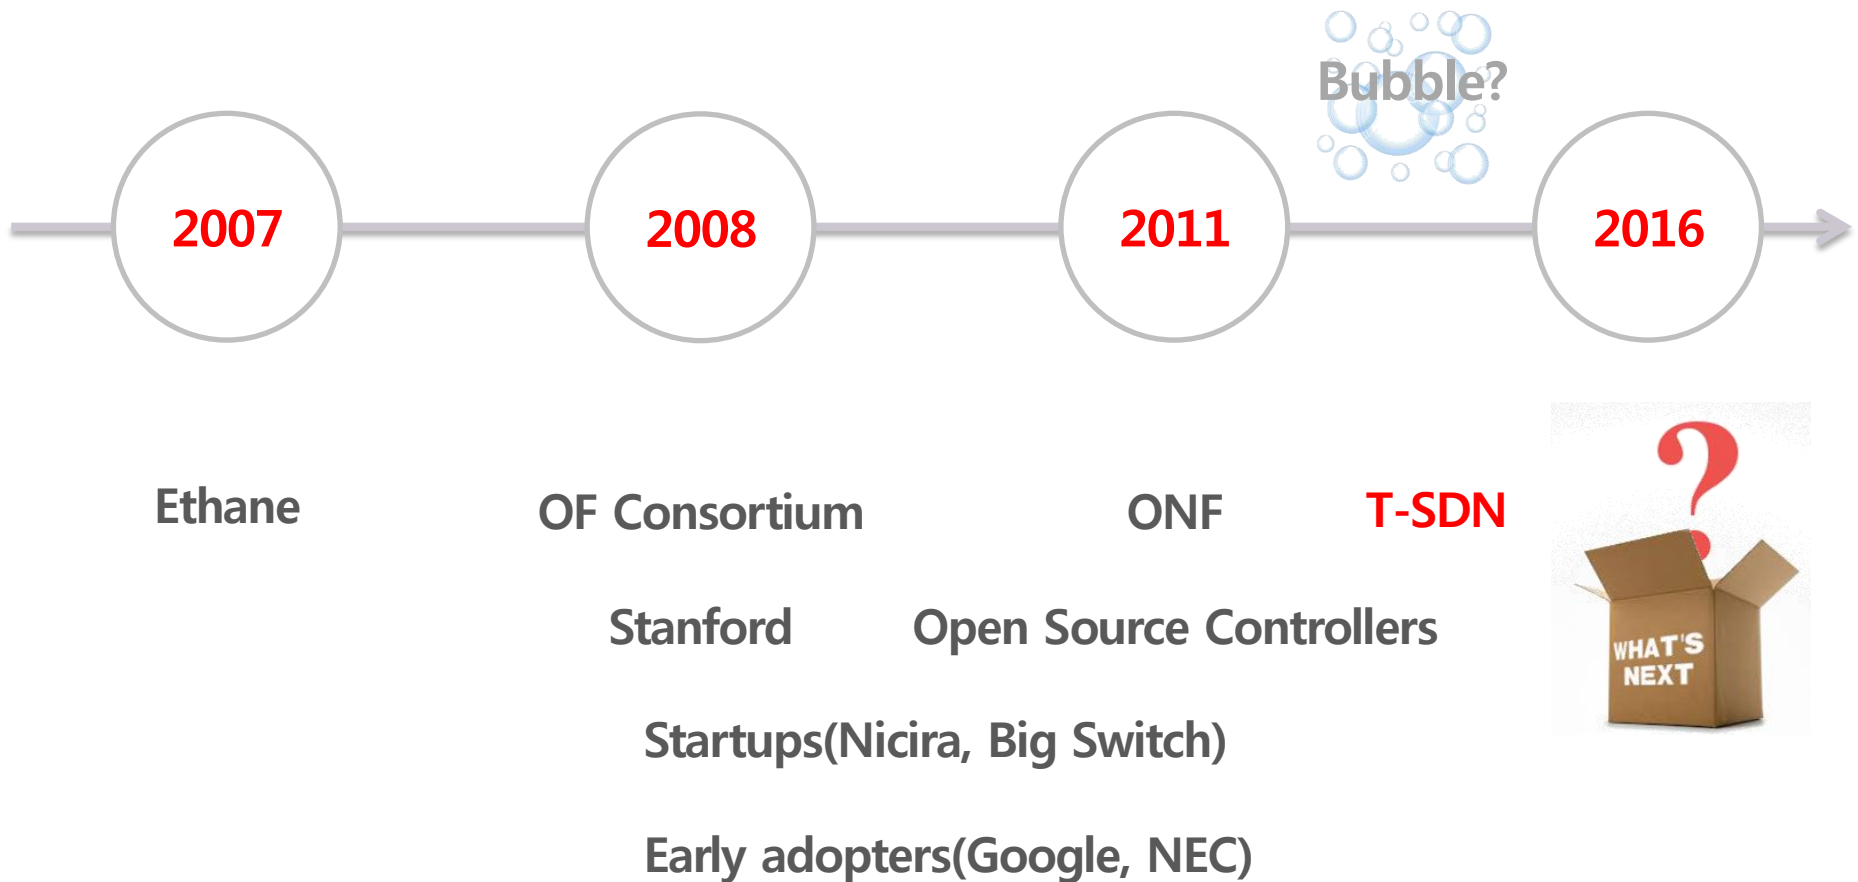 Bubble?
2007
2008
2011
2016
Ethane
OF Consortium
ONF
T-SDN
Stanford
Open Source Controllers
WHAT'S
NEXT
Startups(Nicira, Big Switch)
Early adopters(Google, NEC)